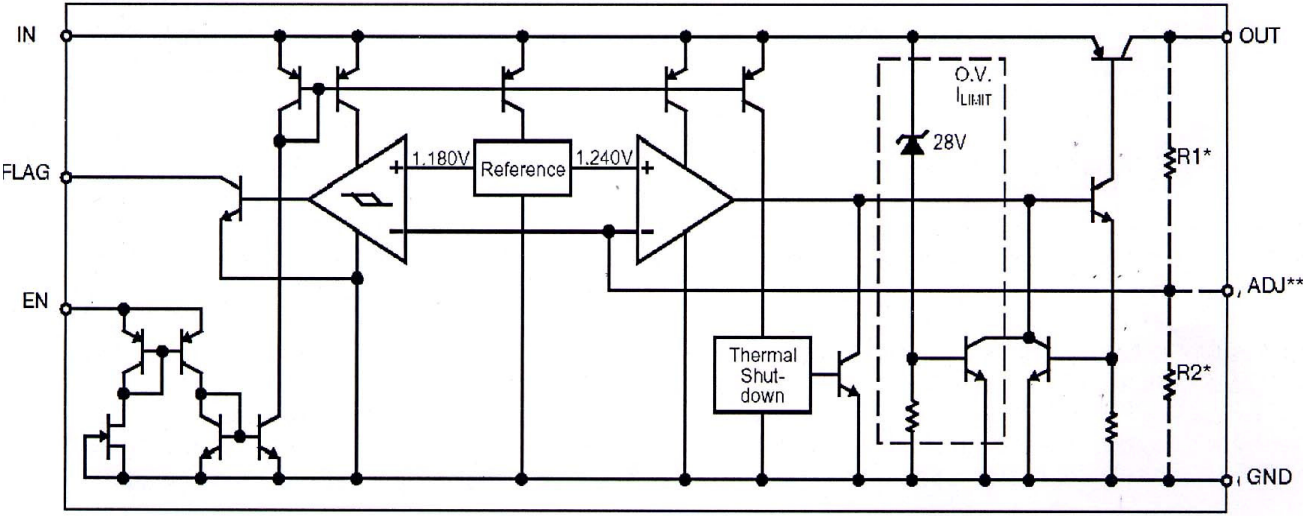 IN
OUT
O.V.
ILIMIT
28V
R1*
FLAG
1.180V
Reference
1.240V
EN
ADJ**
Thermal
Shut-
down
R2*
GND